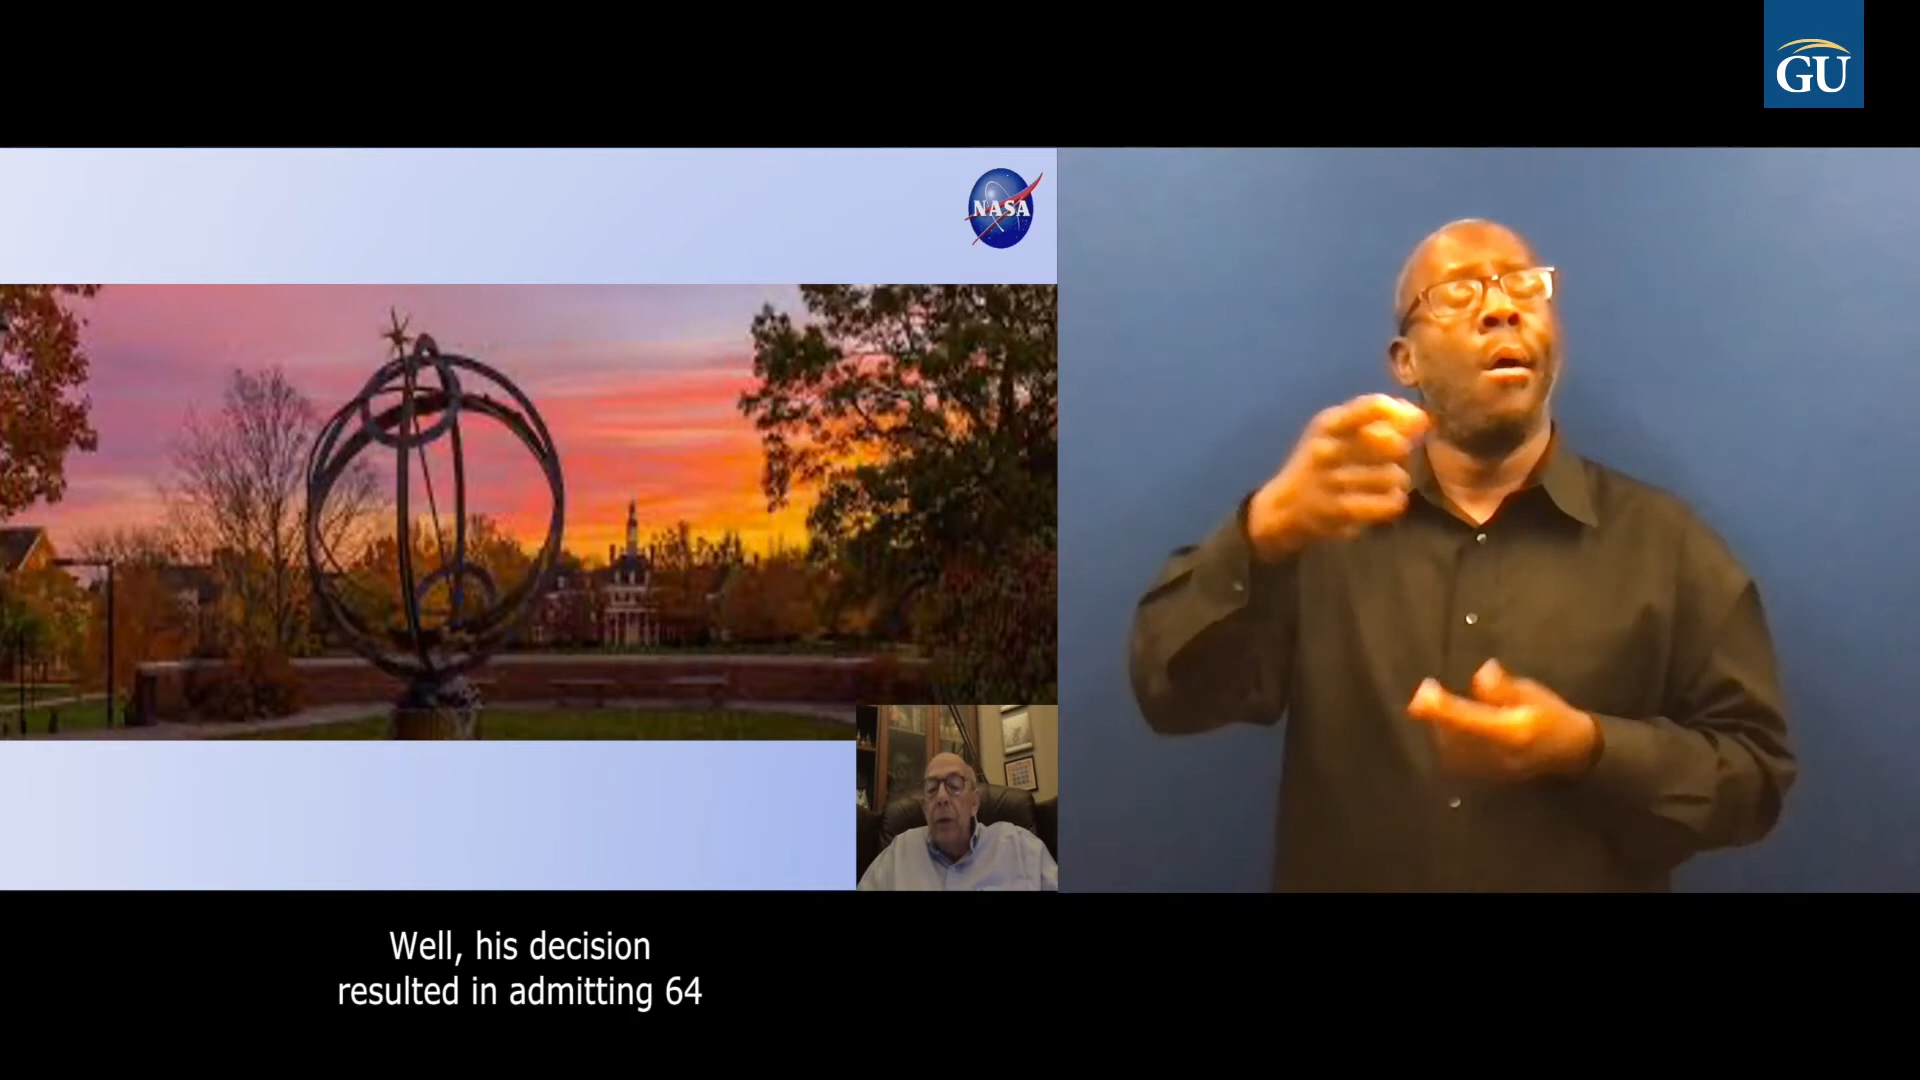 GU
NASA
Well, his decision
resulted in admitting 64